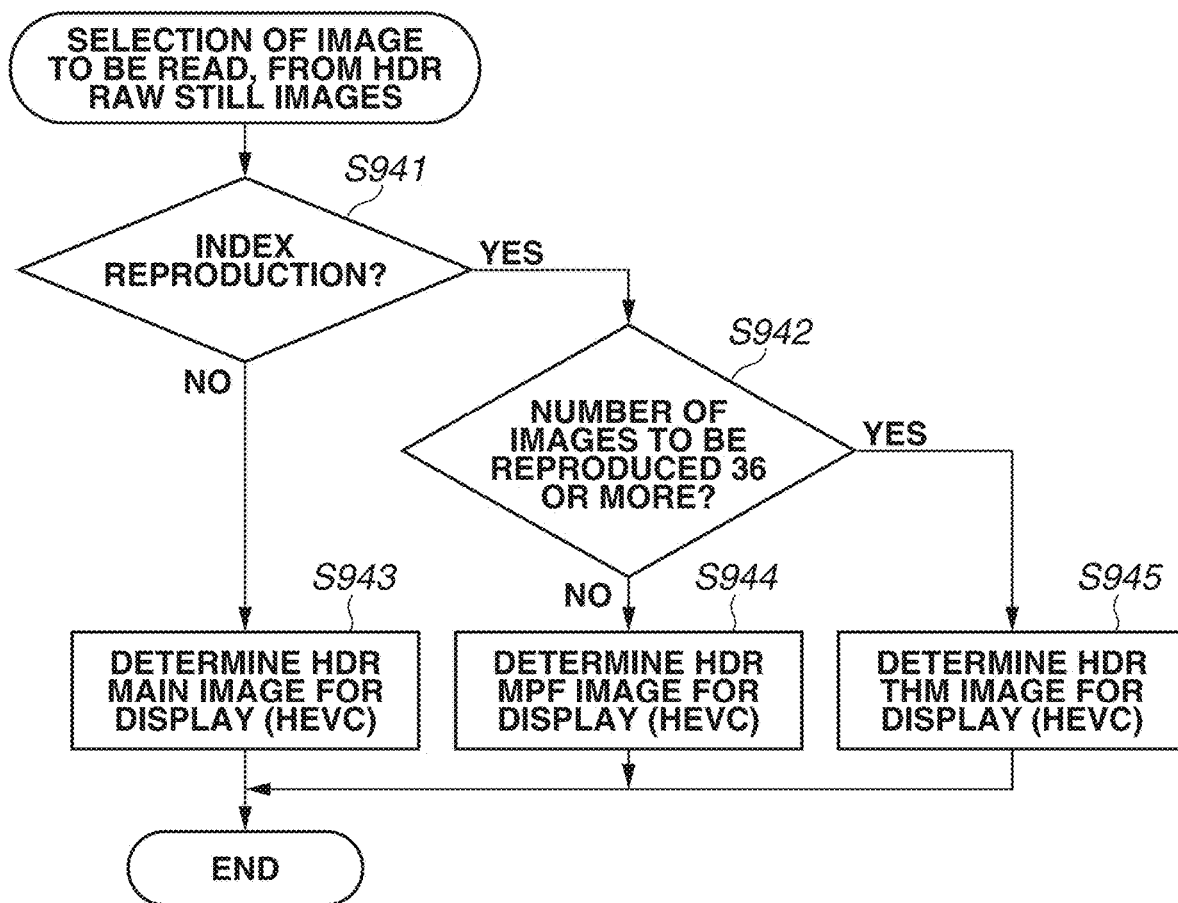 SELECTION OF IMAGE
TO BE READ, FROM HDR
RAW STILL IMAGES
S941
INDEX
REPRODUCTION?
YES
NO
S942
NUMBER OF
IMAGES TO BE
REPRODUCED 36
OR MORE?
YES
NO
S943
DETERMINE HDR
MAIN IMAGE FOR
DISPLAY (HEVC)
S944
DETERMINE HDR
MPF IMAGE FOR
DISPLAY (HEVC)
S945
DETERMINE HDR
THM IMAGE FOR
DISPLAY (HEVC)
END